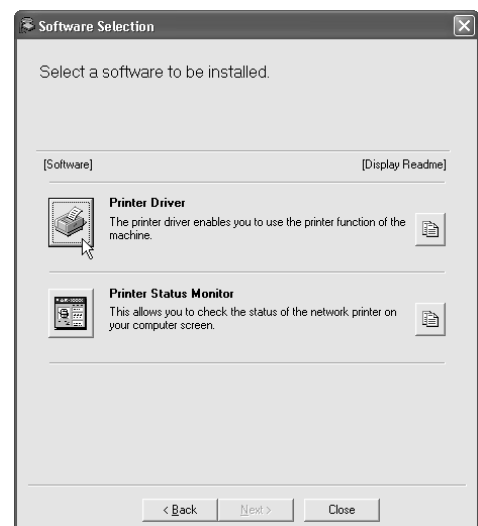 Software Selection
Select a software to be installed.
[Software] [Display Readme]
Printer Driver
The printer driver enables you to use the printer function of the
machine.
Printer Status Monitor
This allows you to check the status of the network printer on
your computer screen.
< Back Next > Close